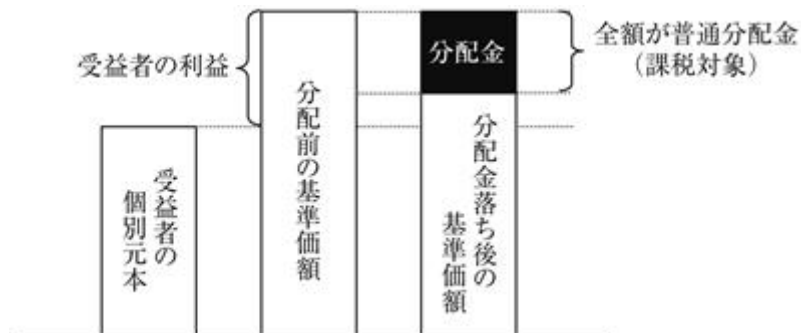 受益者の利益
分配金
全額が普通分配金
（課税対象）
受益者の
個別元本
分配前の基準価額
分配金落ち後の
基準価額